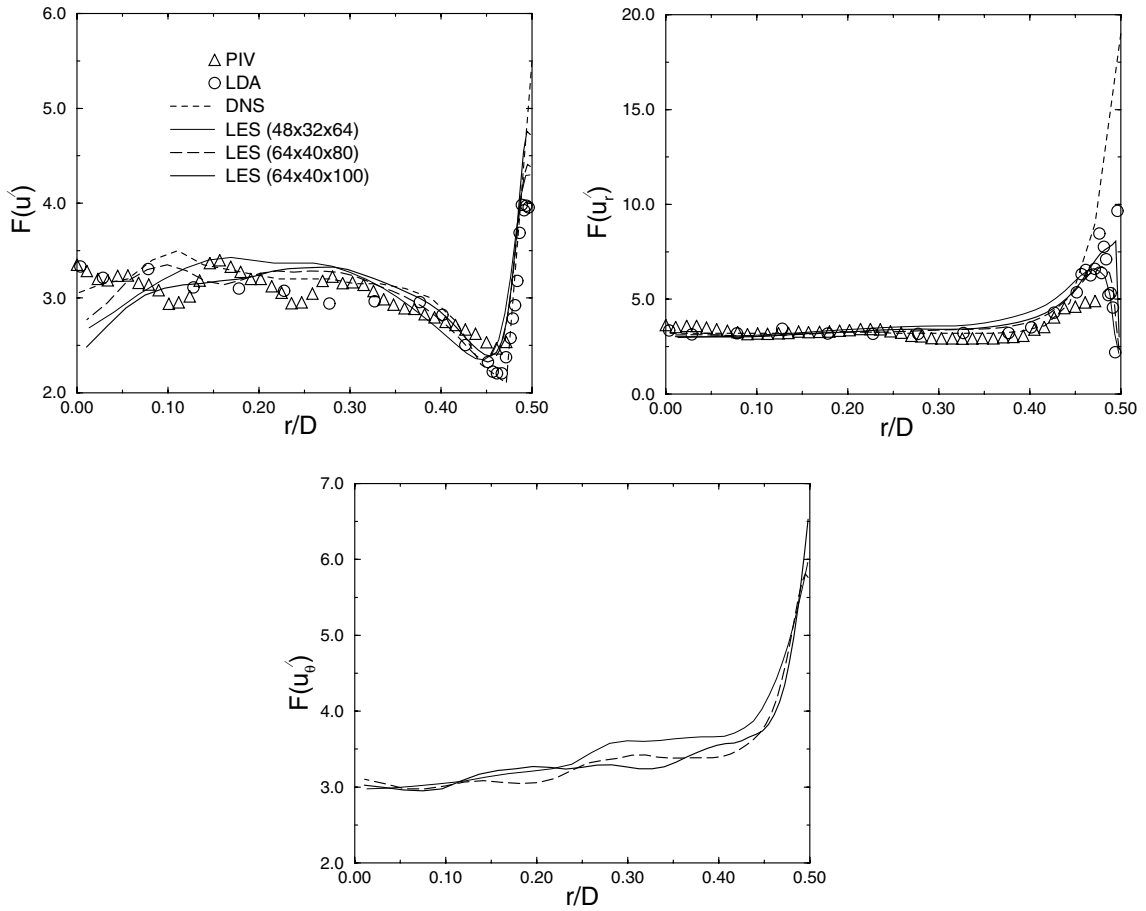 6.0
5.0
4.0
3.0
2.0
F(u′)
PIV
LDA
DNS
LES (48x32x64)
LES (64x40x80)
LES (64x40x100)
0.00 0.10 0.20 0.30 0.40 0.50
r/D
20.0
15.0
10.0
5.0
0.0
F(u′r)
0.00 0.10 0.20 0.30 0.40 0.50
r/D
7.0
6.0
5.0
4.0
3.0
2.0
F(u′θ)
0.00 0.10 0.20 0.30 0.40 0.50
r/D